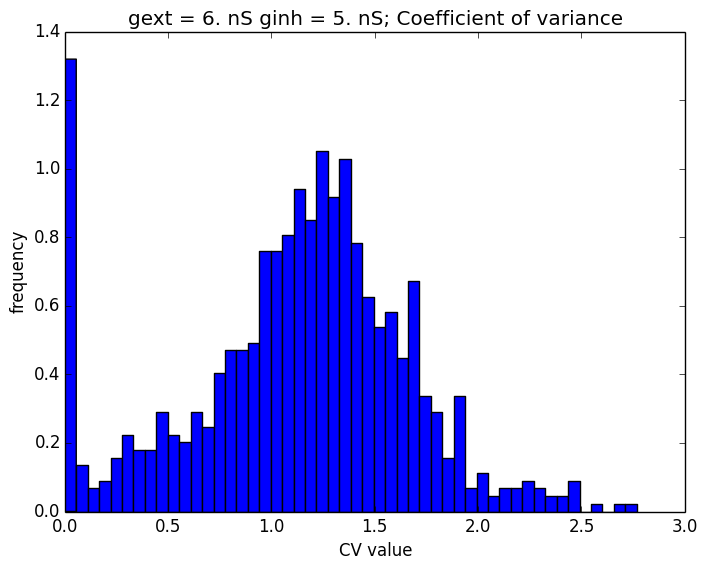 gext = 6. nS ginh = 5. nS; Coefficient of variance
1.4
1.2
1.0
0.8
0.6
0.4
0.2
0.0
frequency
0.0 0.5 1.0 1.5 2.0 2.5 3.0
CV value